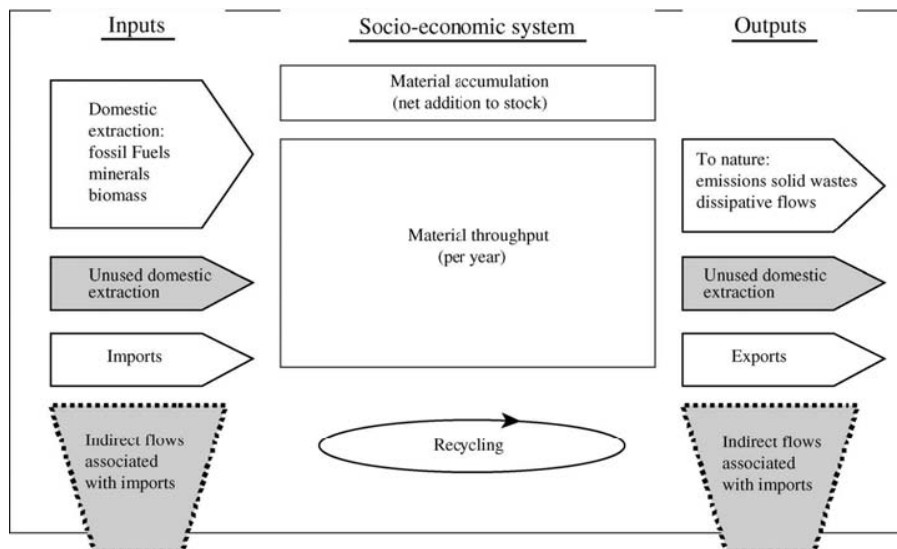 Inputs
Socio-economic system
Outputs
Material accumulation
(net addition to stock)
Domestic
extraction:
fossil Fuels
minerals
biomass
To nature:
emissions solid wastes
dissipative flows
Material throughput
(per year)
Unused domestic
extraction
Unused domestic
extraction
Imports
Exports
Indirect flows
associated
with imports
Recycling
Indirect flows
associated
with imports